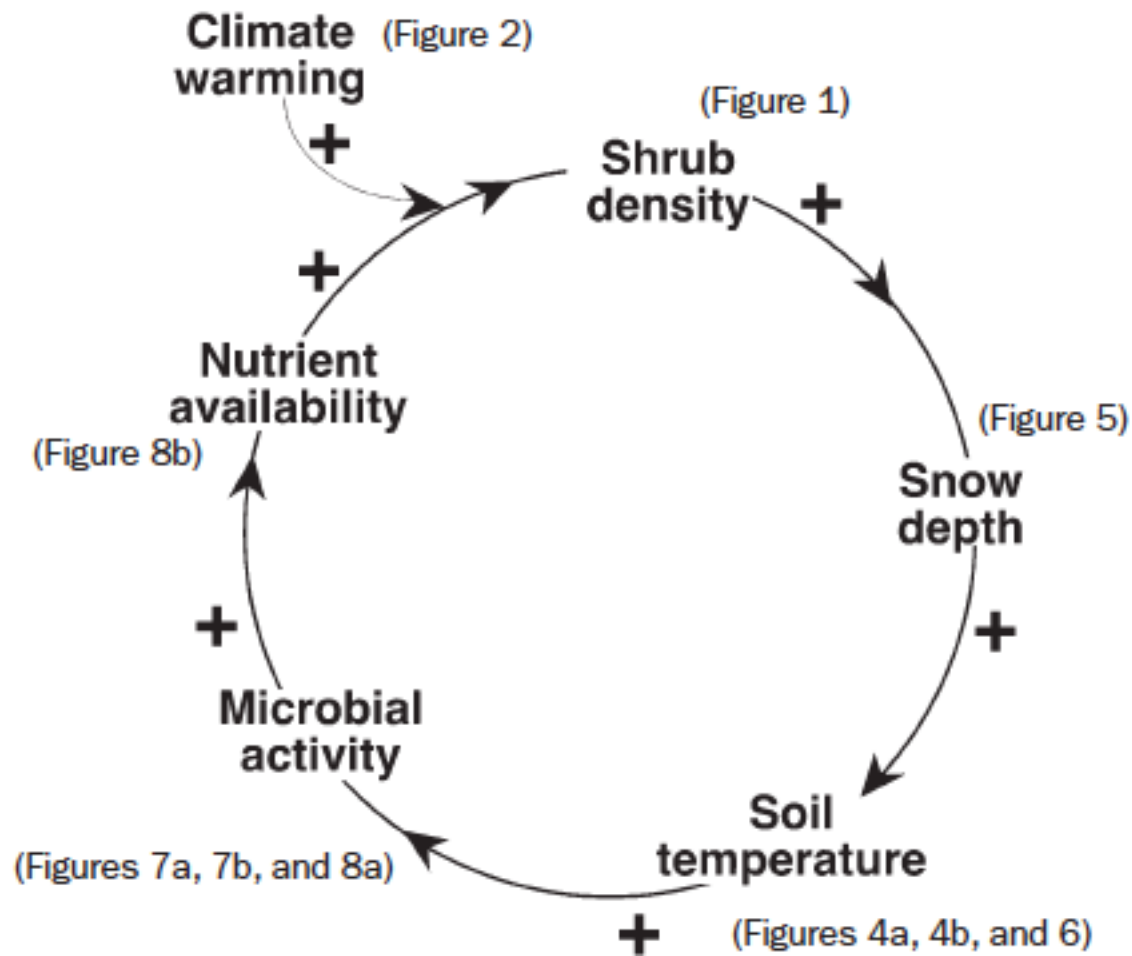 Climate
warming
(Figure 2)
+
(Figure 1)
Shrub
density
+
+
Nutrient
availability
(Figure 8b)
(Figure 5)
Snow
depth
+
+
Microbial
activity
(Figures 7a, 7b, and 8a)
Soil
temperature
+
(Figures 4a, 4b, and 6)